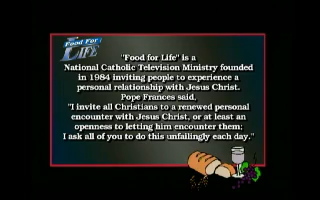 Food For
LIFE
"Food for Life" is a
National Catholic Television Ministry founded
in 1984 inviting people to experience a
personal relationship with Jesus Christ.
Pope Frances said,
"I invite all Christians to a renewed personal
encounter with Jesus Christ, or at least an
openness to letting him encounter them;
I ask all of you to do this unfailingly each day."